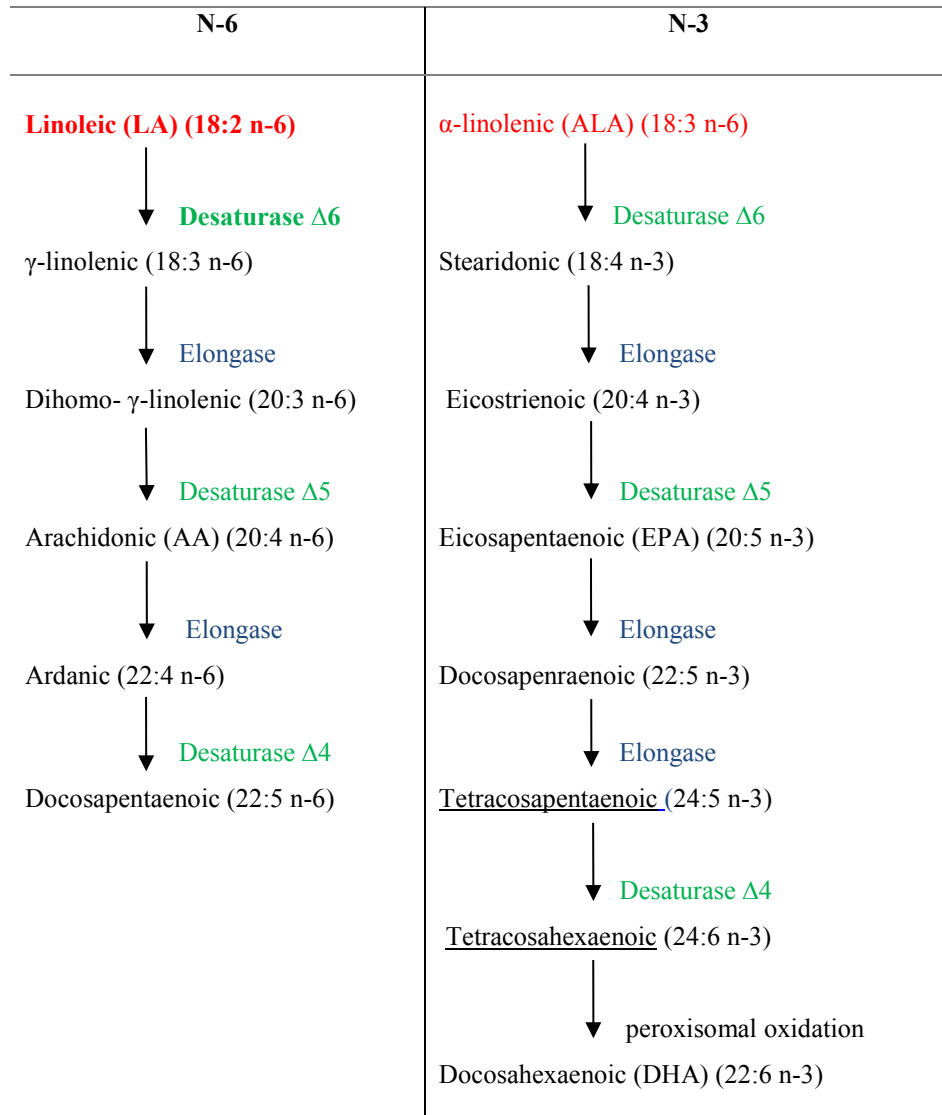 N-6
N-3
Linoleic (LA) (18:2 n-6)
Desaturase Δ6
γ-linolenic (18:3 n-6)
Elongase
Dihomo- γ-linolenic (20:3 n-6)
Desaturase Δ5
Arachidonic (AA) (20:4 n-6)
Elongase
Ardanic (22:4 n-6)
Desaturase Δ4
Docosapentaenoic (22:5 n-6)
α-linolenic (ALA) (18:3 n-6)
Desaturase Δ6
Stearidonic (18:4 n-3)
Elongase
Eicostrienoic (20:4 n-3)
Desaturase Δ5
Eicosapentaenoic (EPA) (20:5 n-3)
Elongase
Docosapenraenoic (22:5 n-3)
Elongase
Tetracosapentaenoic (24:5 n-3)
Desaturase Δ4
Tetracosahexaenoic (24:6 n-3)
peroxisomal oxidation
Docosahexaenoic (DHA) (22:6 n-3)